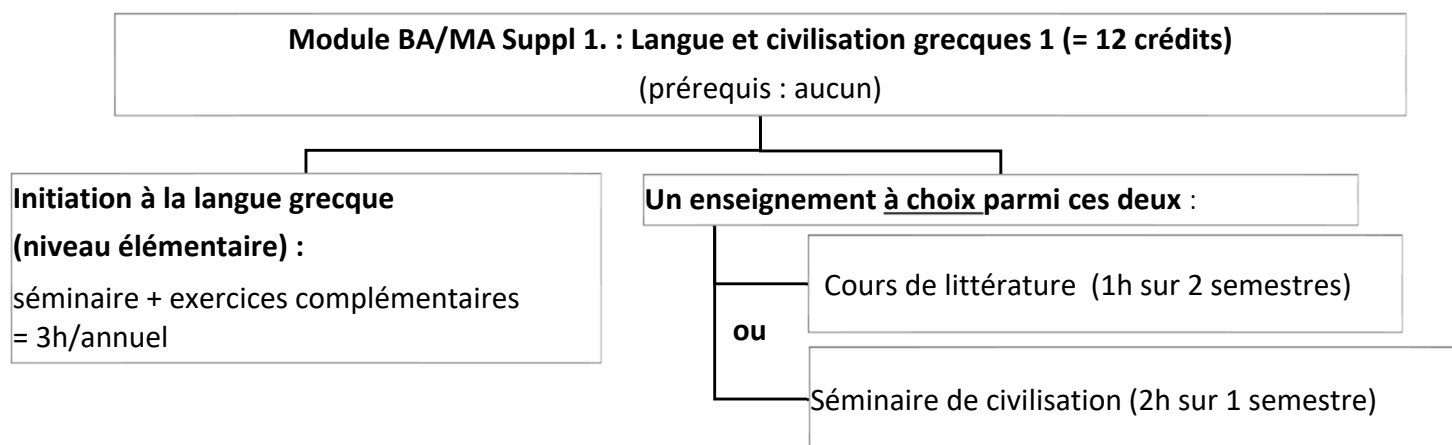 Module BA/MA Suppl 1. : Langue et civilisation grecques 1 (= 12 crédits)
(prérequis : aucun)
Initiation à la langue grecque
(niveau élémentaire) :
séminaire + exercices complémentaires
= 3h/annuel
Un enseignement à choix parmi ces deux :
Cours de littérature (1h sur 2 semestres)
ou
Séminaire de civilisation (2h sur 1 semestre)